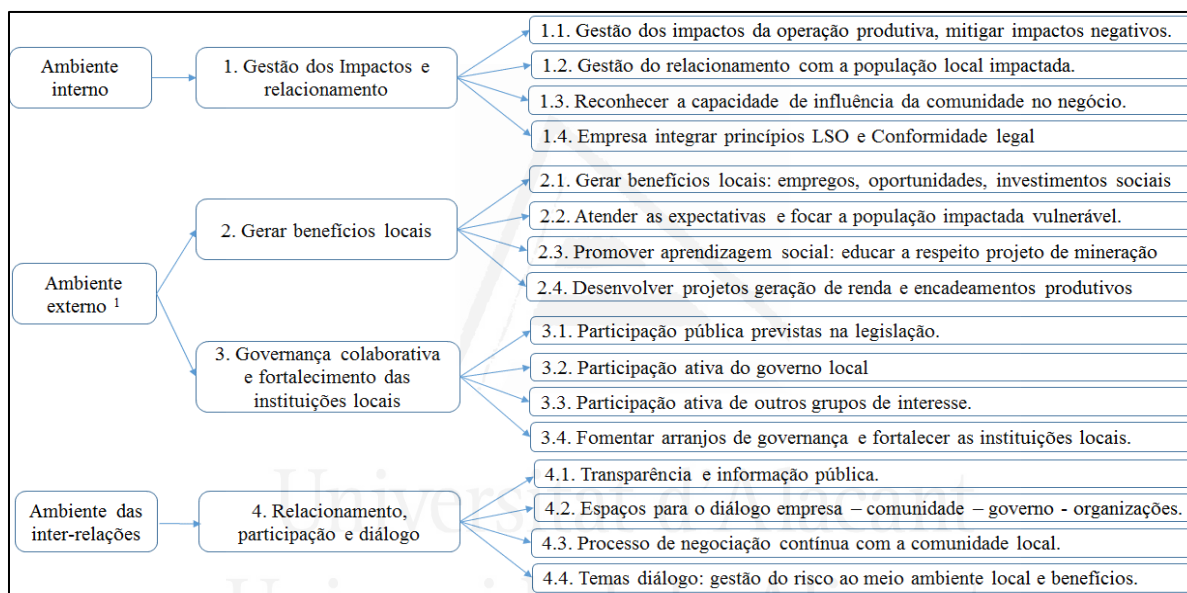 Ambiente
interno
1. Gestão dos Impactos e
relacionamento
1.1. Gestão dos impactos da operação produtiva, mitigar impactos negativos.
1.2. Gestão do relacionamento com a população local impactada.
1.3. Reconhecer a capacidade de influência da comunidade no negócio.
1.4. Empresa integrar princípios LSO e Conformidade legal
Ambiente
externo ¹
2. Gerar benefícios locais
2.1. Gerar benefícios locais: empregos, oportunidades, investimentos sociais
2.2. Atender as expectativas e focar a população impactada vulnerável.
2.3. Promover aprendizagem social: educar a respeito projeto de mineração
2.4. Desenvolver projetos geração de renda e encadeamentos produtivos
3. Governança colaborativa
e fortalecimento das
instituições locais
3.1. Participação pública previstas na legislação.
3.2. Participação ativa do governo local
3.3. Participação ativa de outros grupos de interesse.
3.4. Fomentar arranjos de governança e fortalecer as instituições locais.
Ambiente das
inter-relações
4. Relacionamento,
participação e diálogo
4.1. Transparência e informação pública.
4.2. Espaços para o diálogo empresa – comunidade – governo - organizações.
4.3. Processo de negociação contínua com a comunidade local.
4.4. Temas diálogo: gestão do risco ao meio ambiente local e benefícios.
Universitat d'Alacant